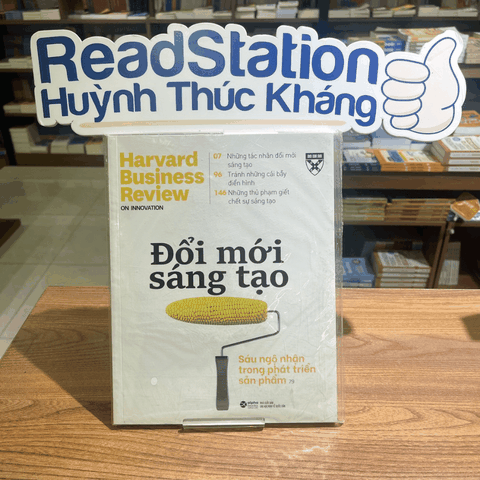 ReadStation
Huỳnh Thúc Kháng
Harvard
Business
Review
ON INNOVATION
07 Những tác nhân đổi mới
sáng tạo
96 Tránh những cái bẫy
điển hình
146 Những thủ phạm giết
chết sự sáng tạo
Đổi mới
sáng tạo
Sáu ngộ nhận
trong phát triển
sản phẩm 75